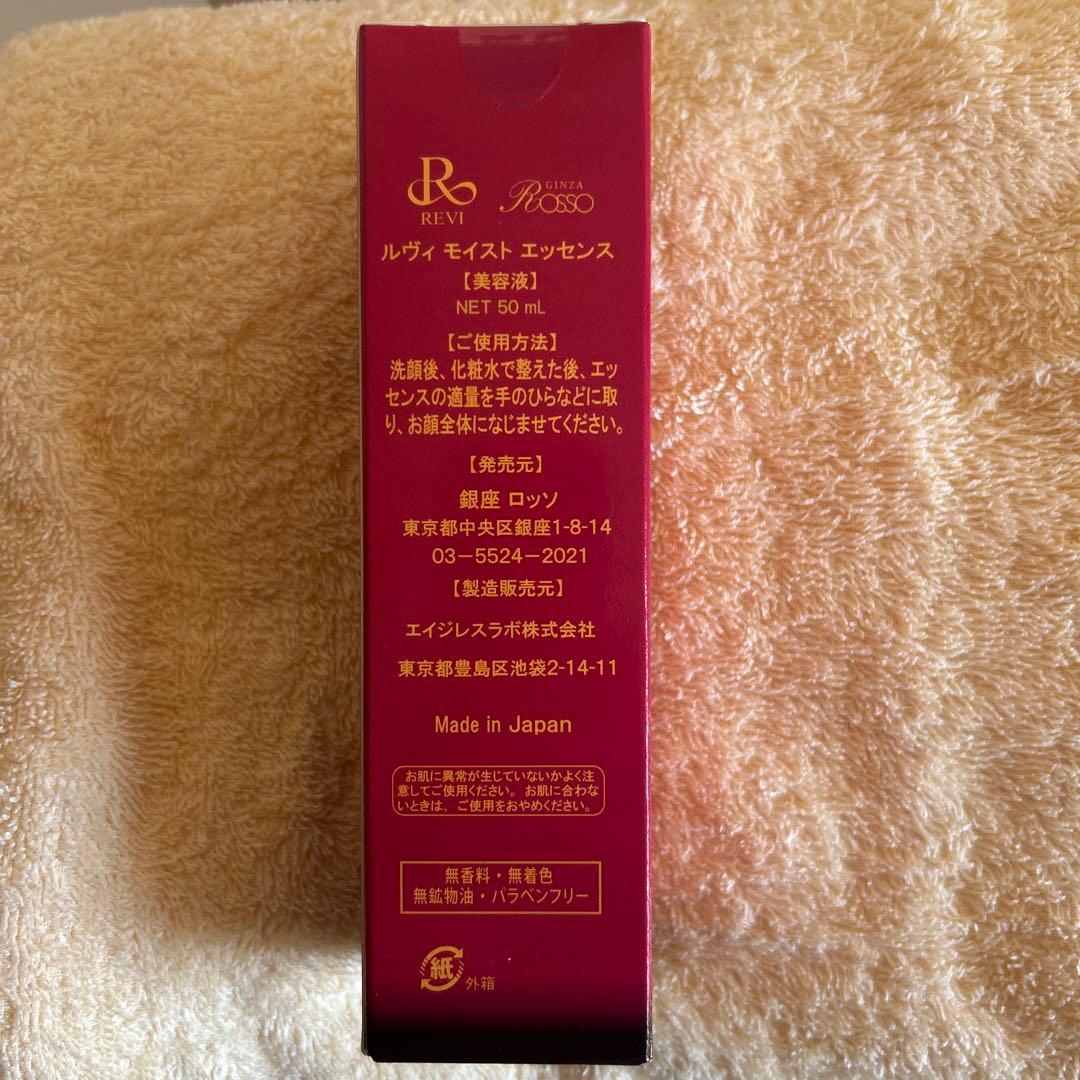 R
REVI
GINZA
Rosso
ルヴィ モイスト エッセンス
【美容液】
NET 50 mL
【ご使用方法】
洗顔後、化粧水で整えた後、エッ
センスの適量を手のひらなどに取
り、お顔全体になじませてください。
【発売元】
銀座 ロッソ
東京都中央区銀座1-8-14
03－5524－2021
【製造販売元】
エイジレスラボ株式会社
東京都豊島区池袋2-14-11
Made in Japan
お肌に異常が生じていないかよく注
意してご使用ください。お肌に合わな
いときは、ご使用をおやめください。
無香料・無着色
無鉱物油・パラベンフリー
紙
外箱